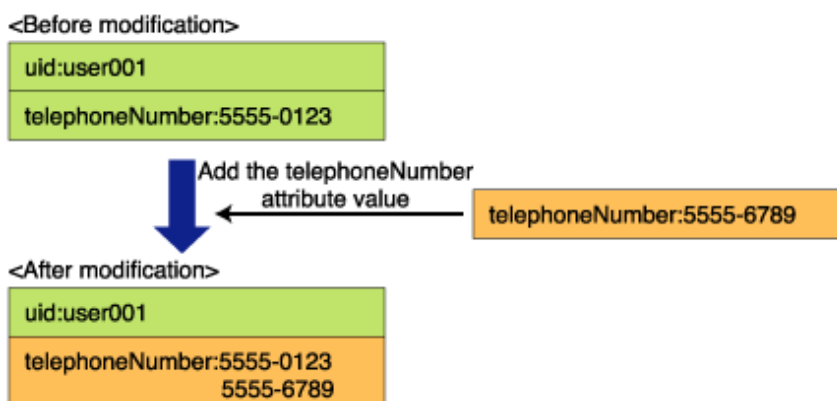 <Before modification>
uid:user001
telephoneNumber:5555-0123
Add the telephoneNumber
attribute value
telephoneNumber:5555-6789
<After modification>
uid:user001
telephoneNumber:5555-0123
5555-6789